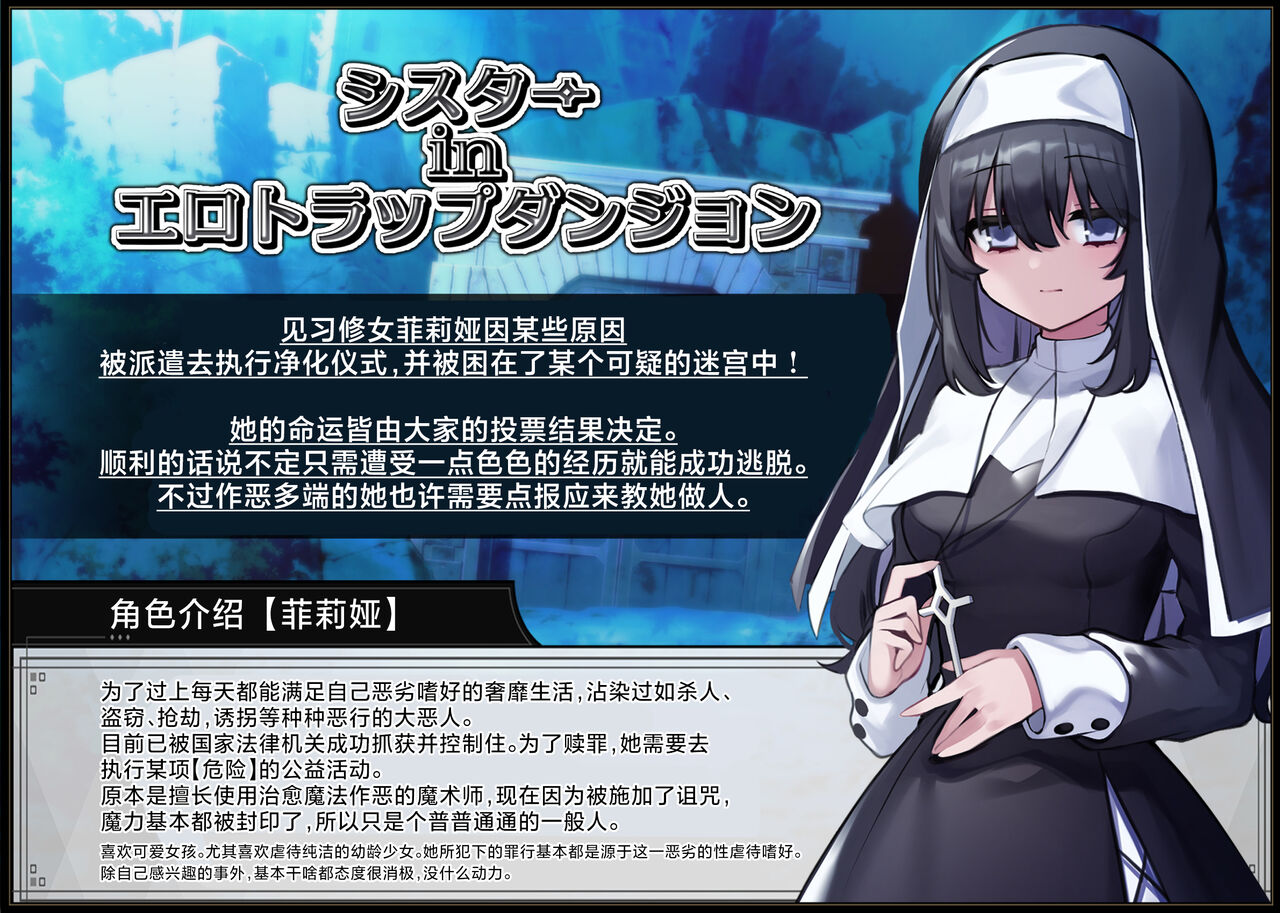 シスター
in
エロトラップダンジョン
见习修女菲莉娅因某些原因
被派遣去执行净化仪式,并被困在了某个可疑的迷宫中！
她的命运皆由大家的投票结果决定。
顺利的话说不定只需遭受一点色色的经历就能成功逃脱。
不过作恶多端的她也许需要点报应来教她做人。
角色介绍【菲莉娅】
为了过上每天都能满足自己恶劣嗜好的奢靡生活,沾染过如杀人、
盗窃、抢劫,诱拐等种种恶行的大恶人。
目前已被国家法律机关成功抓获并控制住。为了赎罪,她需要去
执行某项【危险】的公益活动。
原本是擅长使用治愈魔法作恶的魔术师,现在因为被施加了诅咒,
魔力基本都被封印了,所以只是个普普通通的一般人。
喜欢可爱女孩。尤其喜欢虐待纯洁的幼龄少女。她所犯下的罪行基本都是源于这一恶劣的性虐待嗜好。
除自己感兴趣的事外,基本干啥都态度很消极,没什么动力。